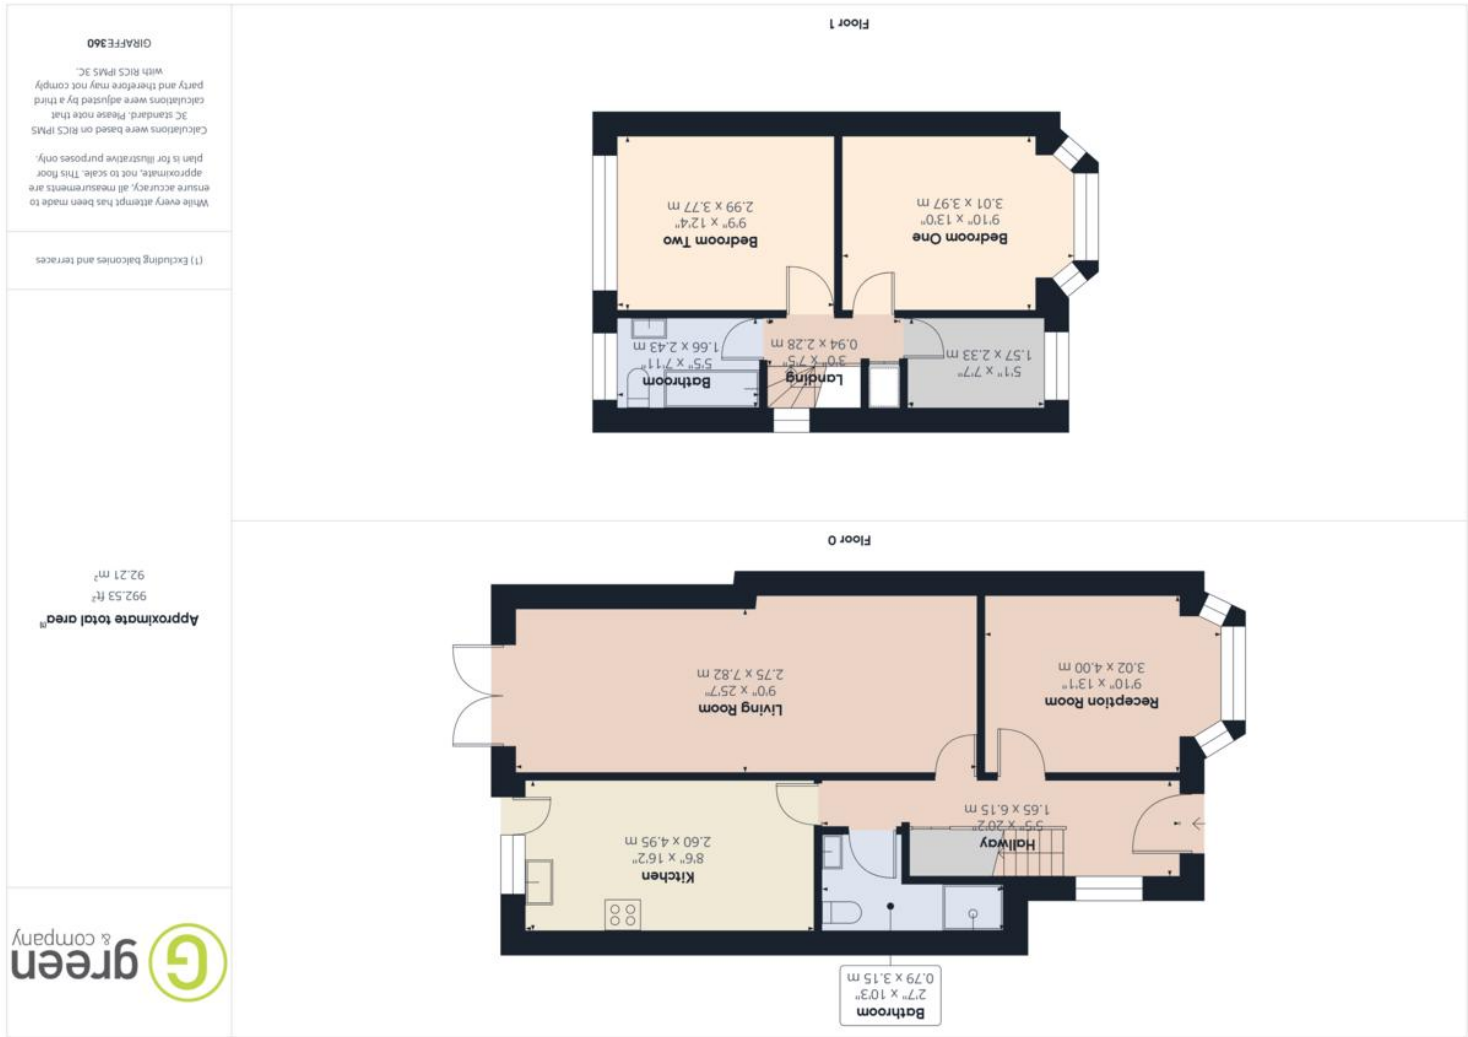 green
& company
Bathroom
2'7" x 10'3"
0.79 x 3.15 m
Hallway
5'5" x 20'2"
1.65 x 6.15 m
Kitchen
8'6" x 16'2"
2.60 x 4.95 m
Reception Room
9'10" x 13'1"
3.02 x 4.00 m
Living Room
9'0" x 25'7"
2.75 x 7.82 m
Floor 0
Approximate total area(1)
992.53 ft²
92.21 m²
5'1" x 7'7"
1.57 x 2.33 m
Landing
3'0" x 7'5"
0.94 x 2.28 m
Bathroom
5'5" x 7'11"
1.66 x 2.43 m
Bedroom One
9'10" x 13'0"
3.01 x 3.97 m
Bedroom Two
9'9" x 12'4"
2.99 x 3.77 m
Floor 1
(1) Excluding balconies and terraces
While every attempt has been made to
ensure accuracy, all measurements are
approximate, not to scale. This floor
plan is for illustrative purposes only.
Calculations were based on RICS IPMS
3C standard. Please note that
calculations were adjusted by a third
party and therefore may not comply
with RICS IPMS 3C.
GIRAFFE360